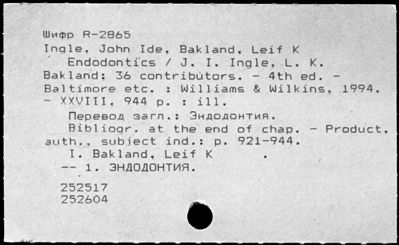 Шифр R-2865
Ingle, John Ide, Bakland, Leif K
Endodontics / J. I. Ingle, L. K.
Bakland; 36 contributors. - 4th ed. -
Baltimore etc. : Williams & Wilkins, 1994.
- XXVIII, 944 p. : ill.
Перевод загл.: Эндодонтия.
Bibliogr. at the end of chap. - Product.
auth., subject ind.: p. 921-944.
I. Bakland, Leif K .
-- 1. ЭНДОДОНТИЯ.
252517
252604